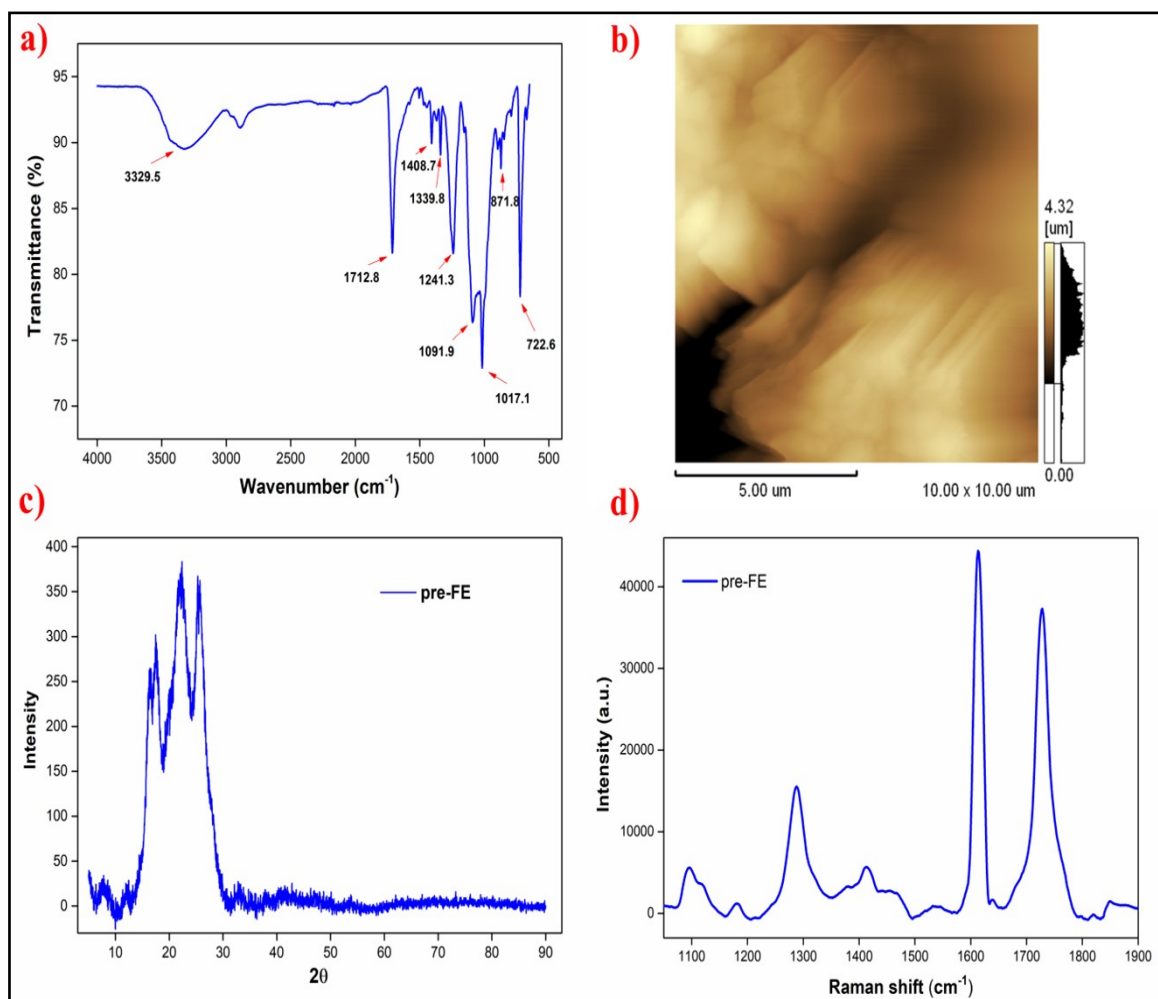 a)
95
90
85
80
75
70
Transmittance (%)
3329.5
1712.8
1408.7
1339.8
1241.3
1091.9
1017.1
871.8
722.6
4000 3500 3000 2500 2000 1500 1000 500
Wavenumber (cm⁻¹)
b)
4.32
[um]
0.00
5.00 um
10.00 x 10.00 um
c)
400
350
300
250
200
150
100
50
0
Intensity
pre-FE
10 20 30 40 50 60 70 80 90
2θ
d)
40000
30000
20000
10000
0
Intensity (a.u.)
pre-FE
1100 1200 1300 1400 1500 1600 1700 1800 1900
Raman shift (cm⁻¹)